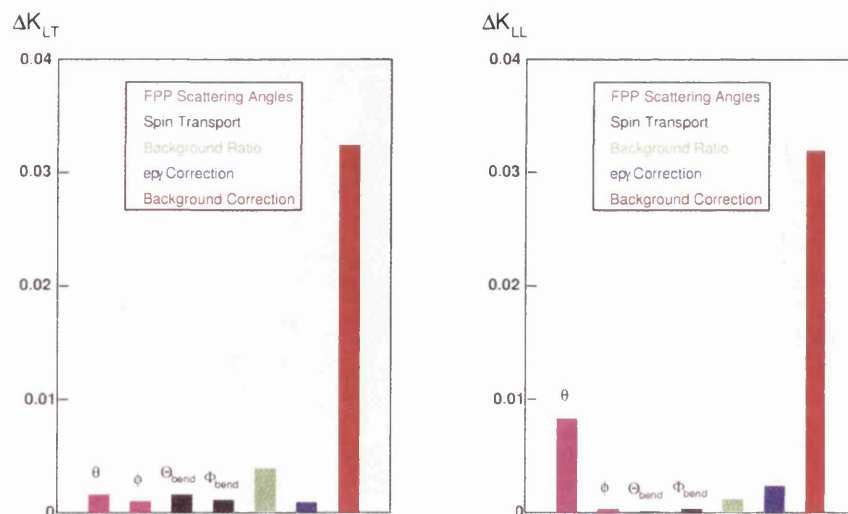 ΔK_LT
0.04
FPP Scattering Angles
Spin Transport
Background Ratio
epγ Correction
Background Correction
0.03
0.02
0.01
θ
ϕ
Θ_bend
Φ_bend
0
ΔK_LL
0.04
FPP Scattering Angles
Spin Transport
Background Ratio
epγ Correction
Background Correction
0.03
0.02
0.01
θ
ϕ
Θ_bend
Φ_bend
0